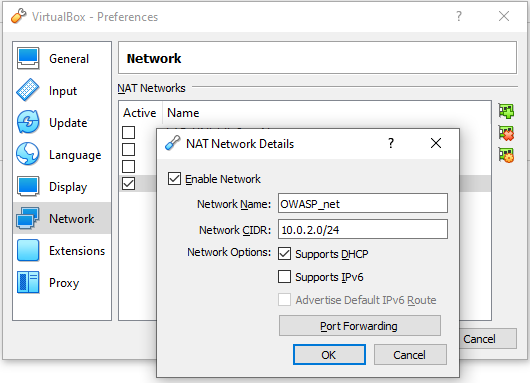 VirtualBox - Preferences
General
Input
Update
Language
Display
Network
Extensions
Proxy
Network
NAT Networks
Active Name
NAT Network Details
Enable Network
Network Name: OWASP_net
Network CIDR: 10.0.2.0/24
Network Options: Supports DHCP
Supports IPv6
Advertise Default IPv6 Route
Port Forwarding
OK Cancel
Cancel